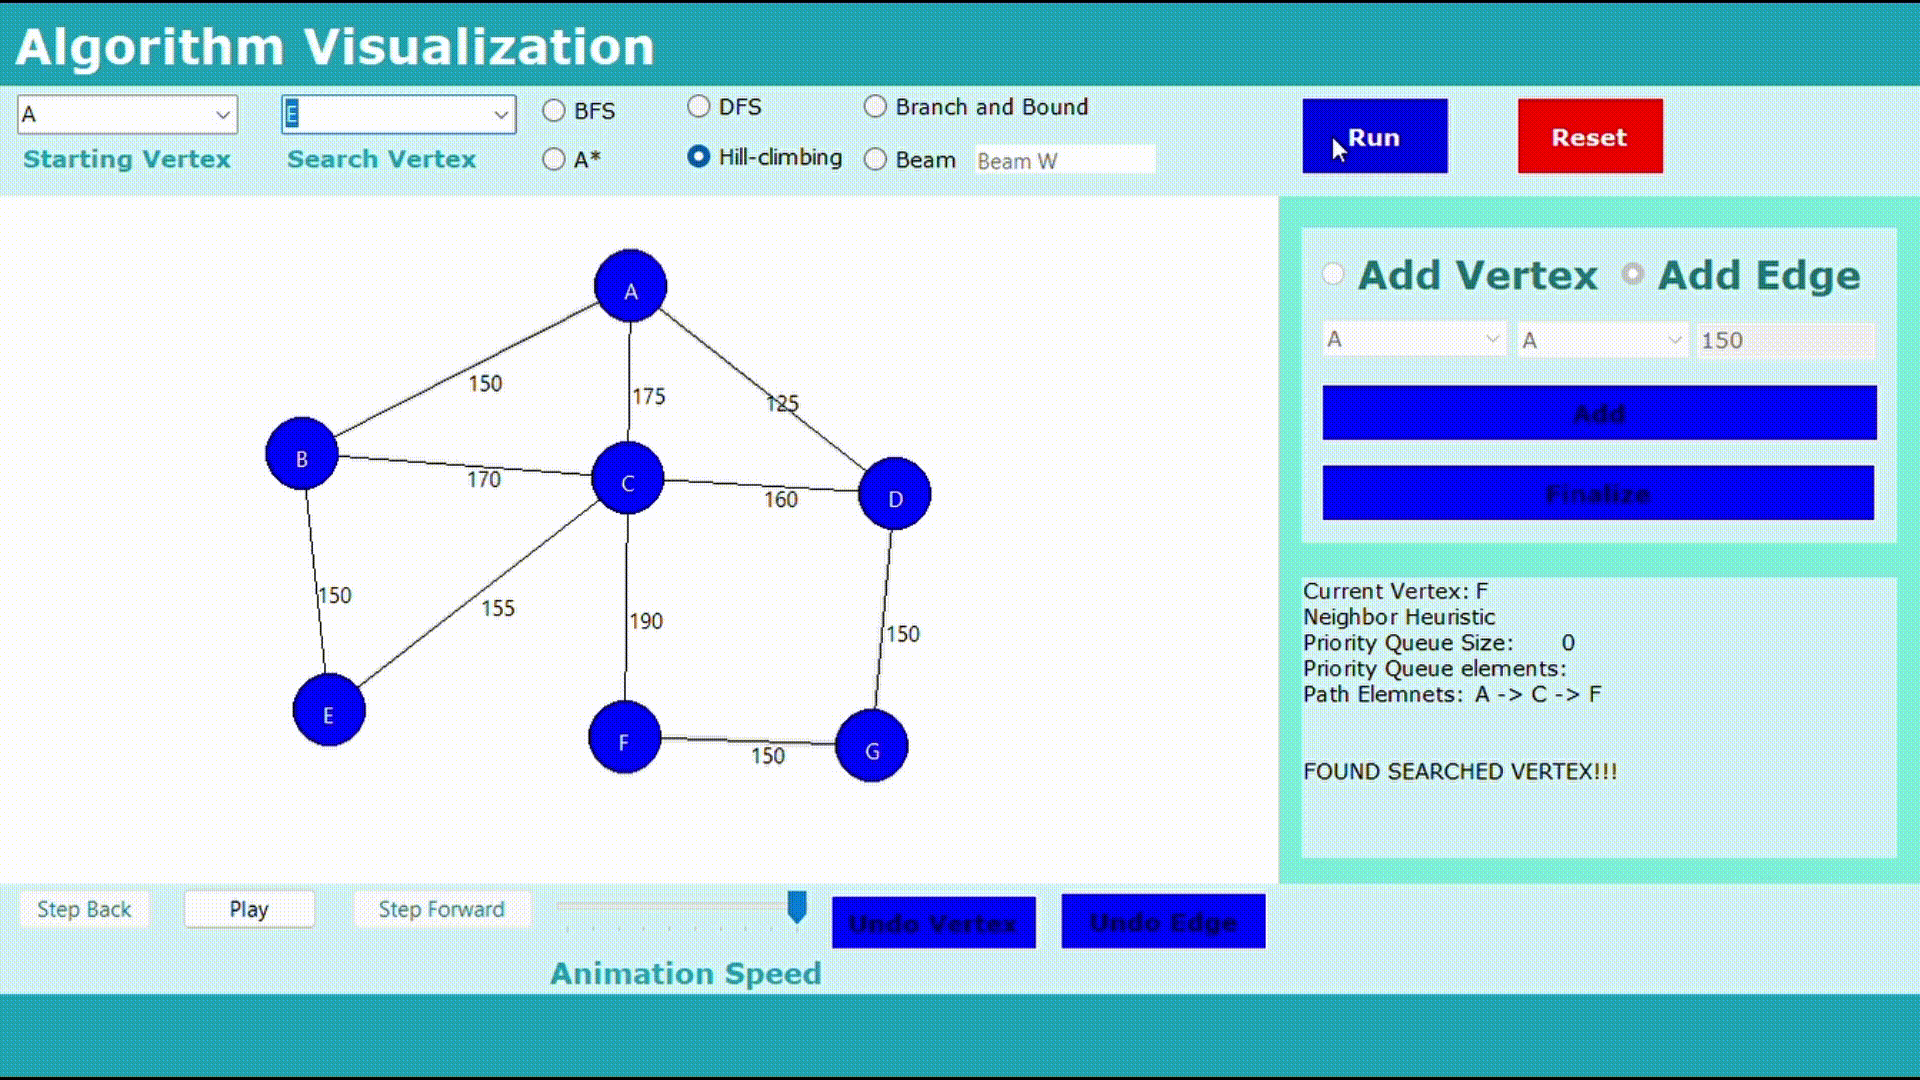 Algorithm Visualization
A
E
BFS
DFS
Branch and Bound
Run
Reset
Starting Vertex
Search Vertex
A*
Hill-climbing
Beam
Beam W
Add Vertex
Add Edge
A
A
150
Add
Finalize
A
150
175
125
B
170
C
160
D
150
155
190
150
E
F
150
G
Current Vertex: F
Neighbor Heuristic
Priority Queue Size: 0
Priority Queue elements:
Path Elemnets: A -> C -> F
FOUND SEARCHED VERTEX!!!
Step Back
Play
Step Forward
Undo Vertex
Undo Edge
Animation Speed